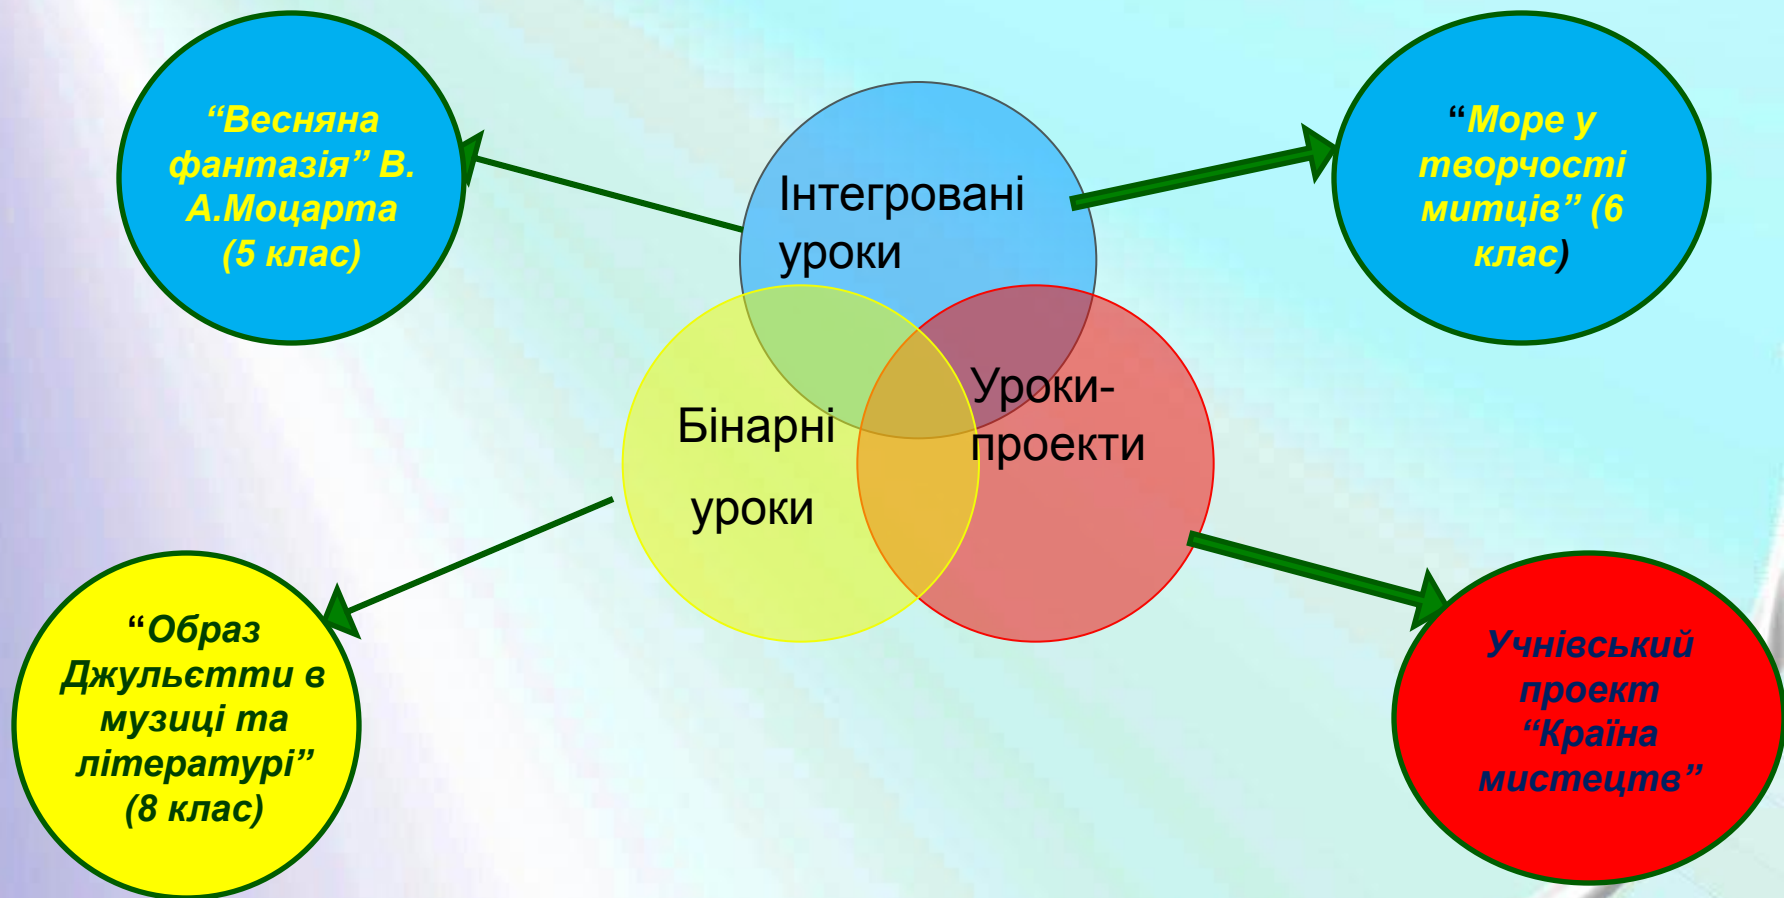 “Весняна
фантазія” В.
А.Моцарта
(5 клас)
Інтегровані
уроки
“Море у
творчості
митців” (6
клас)
Бінарні
уроки
Уроки-
проекти
“Образ
Джульєтти в
музиці та
літературі”
(8 клас)
Учнівський
проект
“Країна
мистецтв”